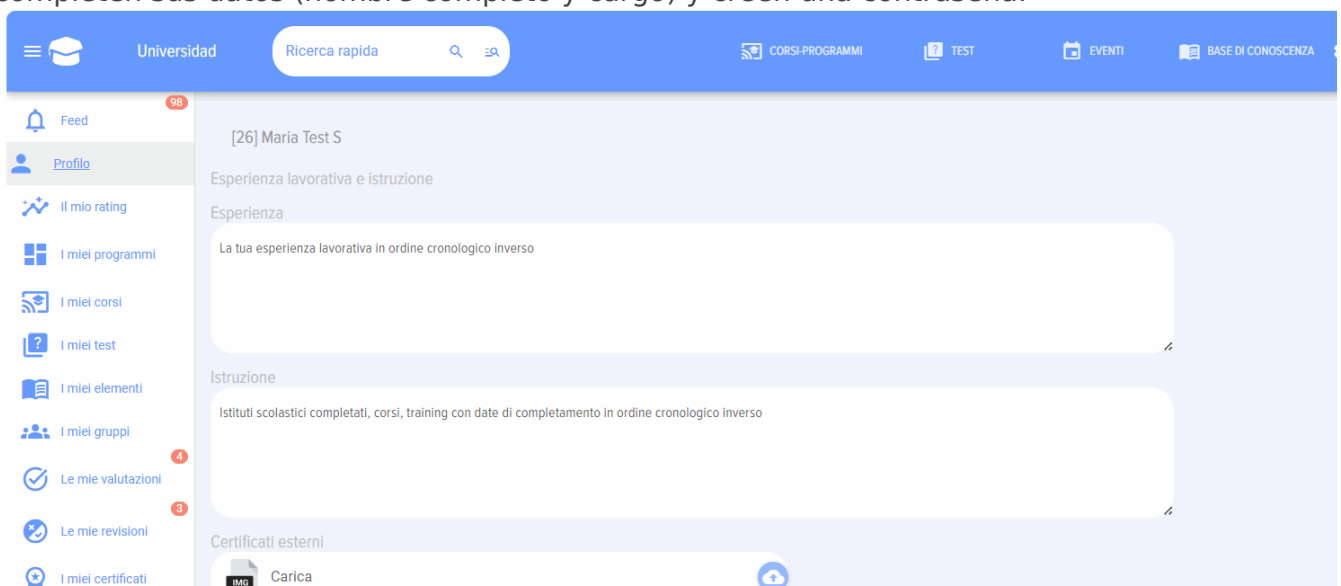 completen sus datos (nombre completo y cargo) y creen una contraseña.
Universidad
Ricerca rapida
CORSI-PROGRAMMI
TEST
EVENTI
BASE DI CONOSCENZA
98
Feed
Profilo
Il mio rating
I miei programmi
I miei corsi
I miei test
I miei elementi
I miei gruppi
4
Le mie valutazioni
3
Le mie revisioni
I miei certificati
[26] Maria Test S
Esperienza lavorativa e istruzione
Esperienza
La tua esperienza lavorativa in ordine cronologico inverso
Istruzione
Istituti scolastici completati, corsi, training con date di completamento in ordine cronologico inverso
Certificati esterni
IMG
Carica